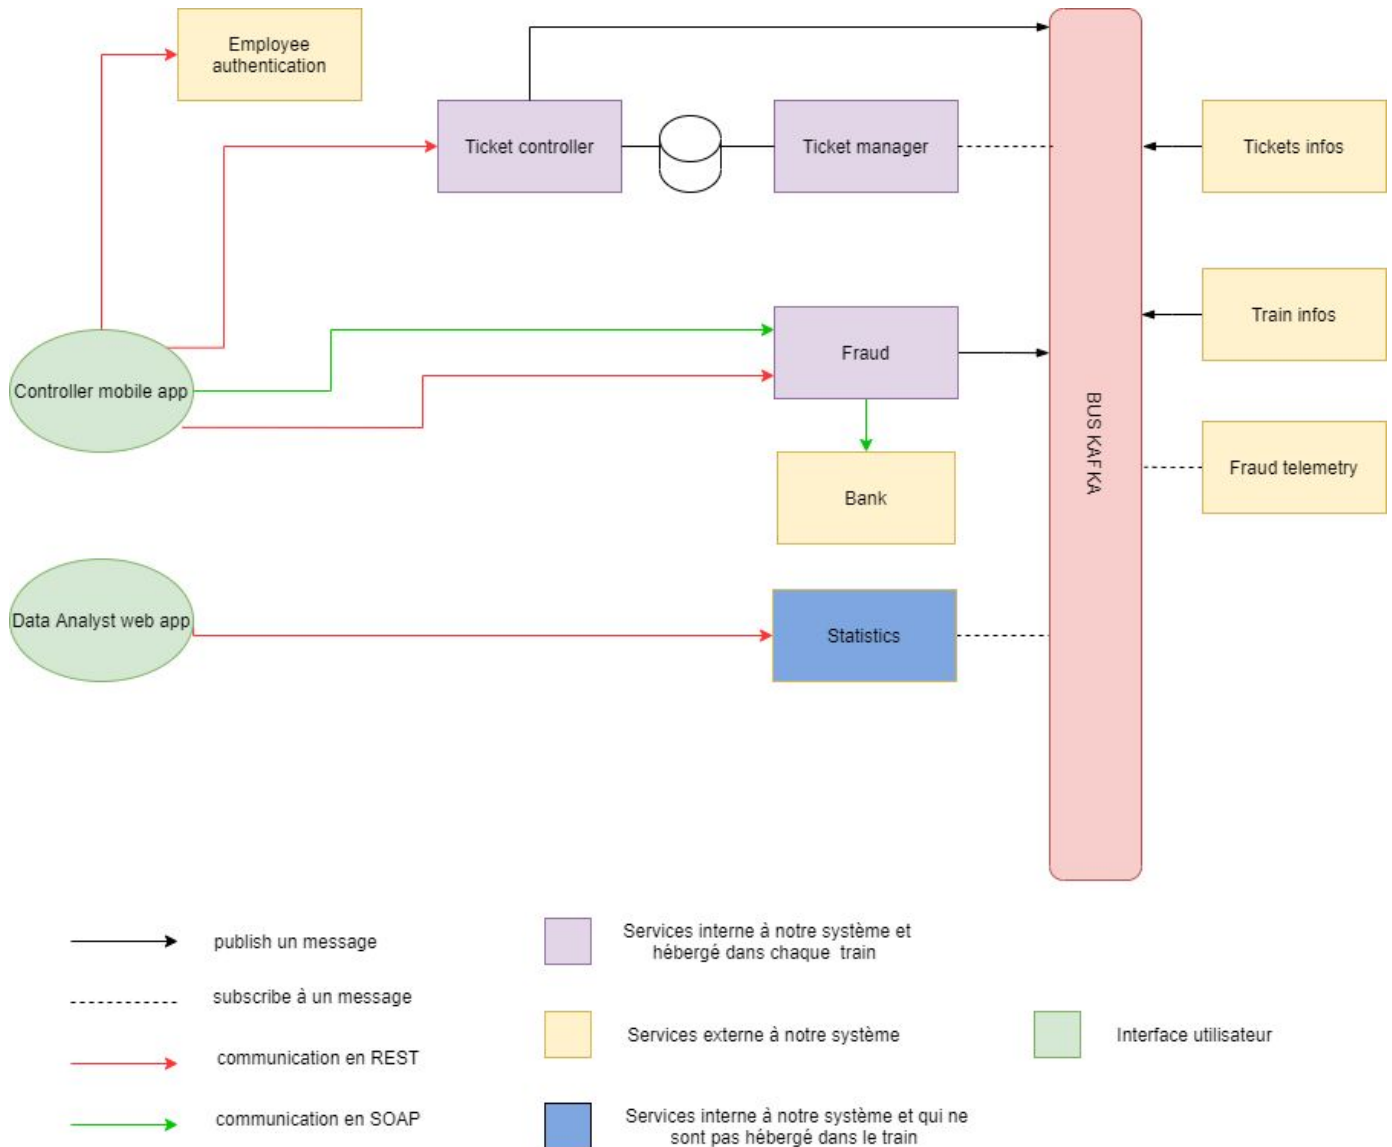 Employee
authentication
Ticket controller
Ticket manager
Tickets infos
Train infos
Fraud
Controller mobile app
BUS KAFKA
Fraud telemetry
Bank
Data Analyst web app
Statistics
publish un message
subscribe à un message
communication en REST
communication en SOAP
Services interne à notre système et
hébergé dans chaque train
Services externe à notre système
Services interne à notre système et qui ne
sont pas hébergé dans le train
Interface utilisateur